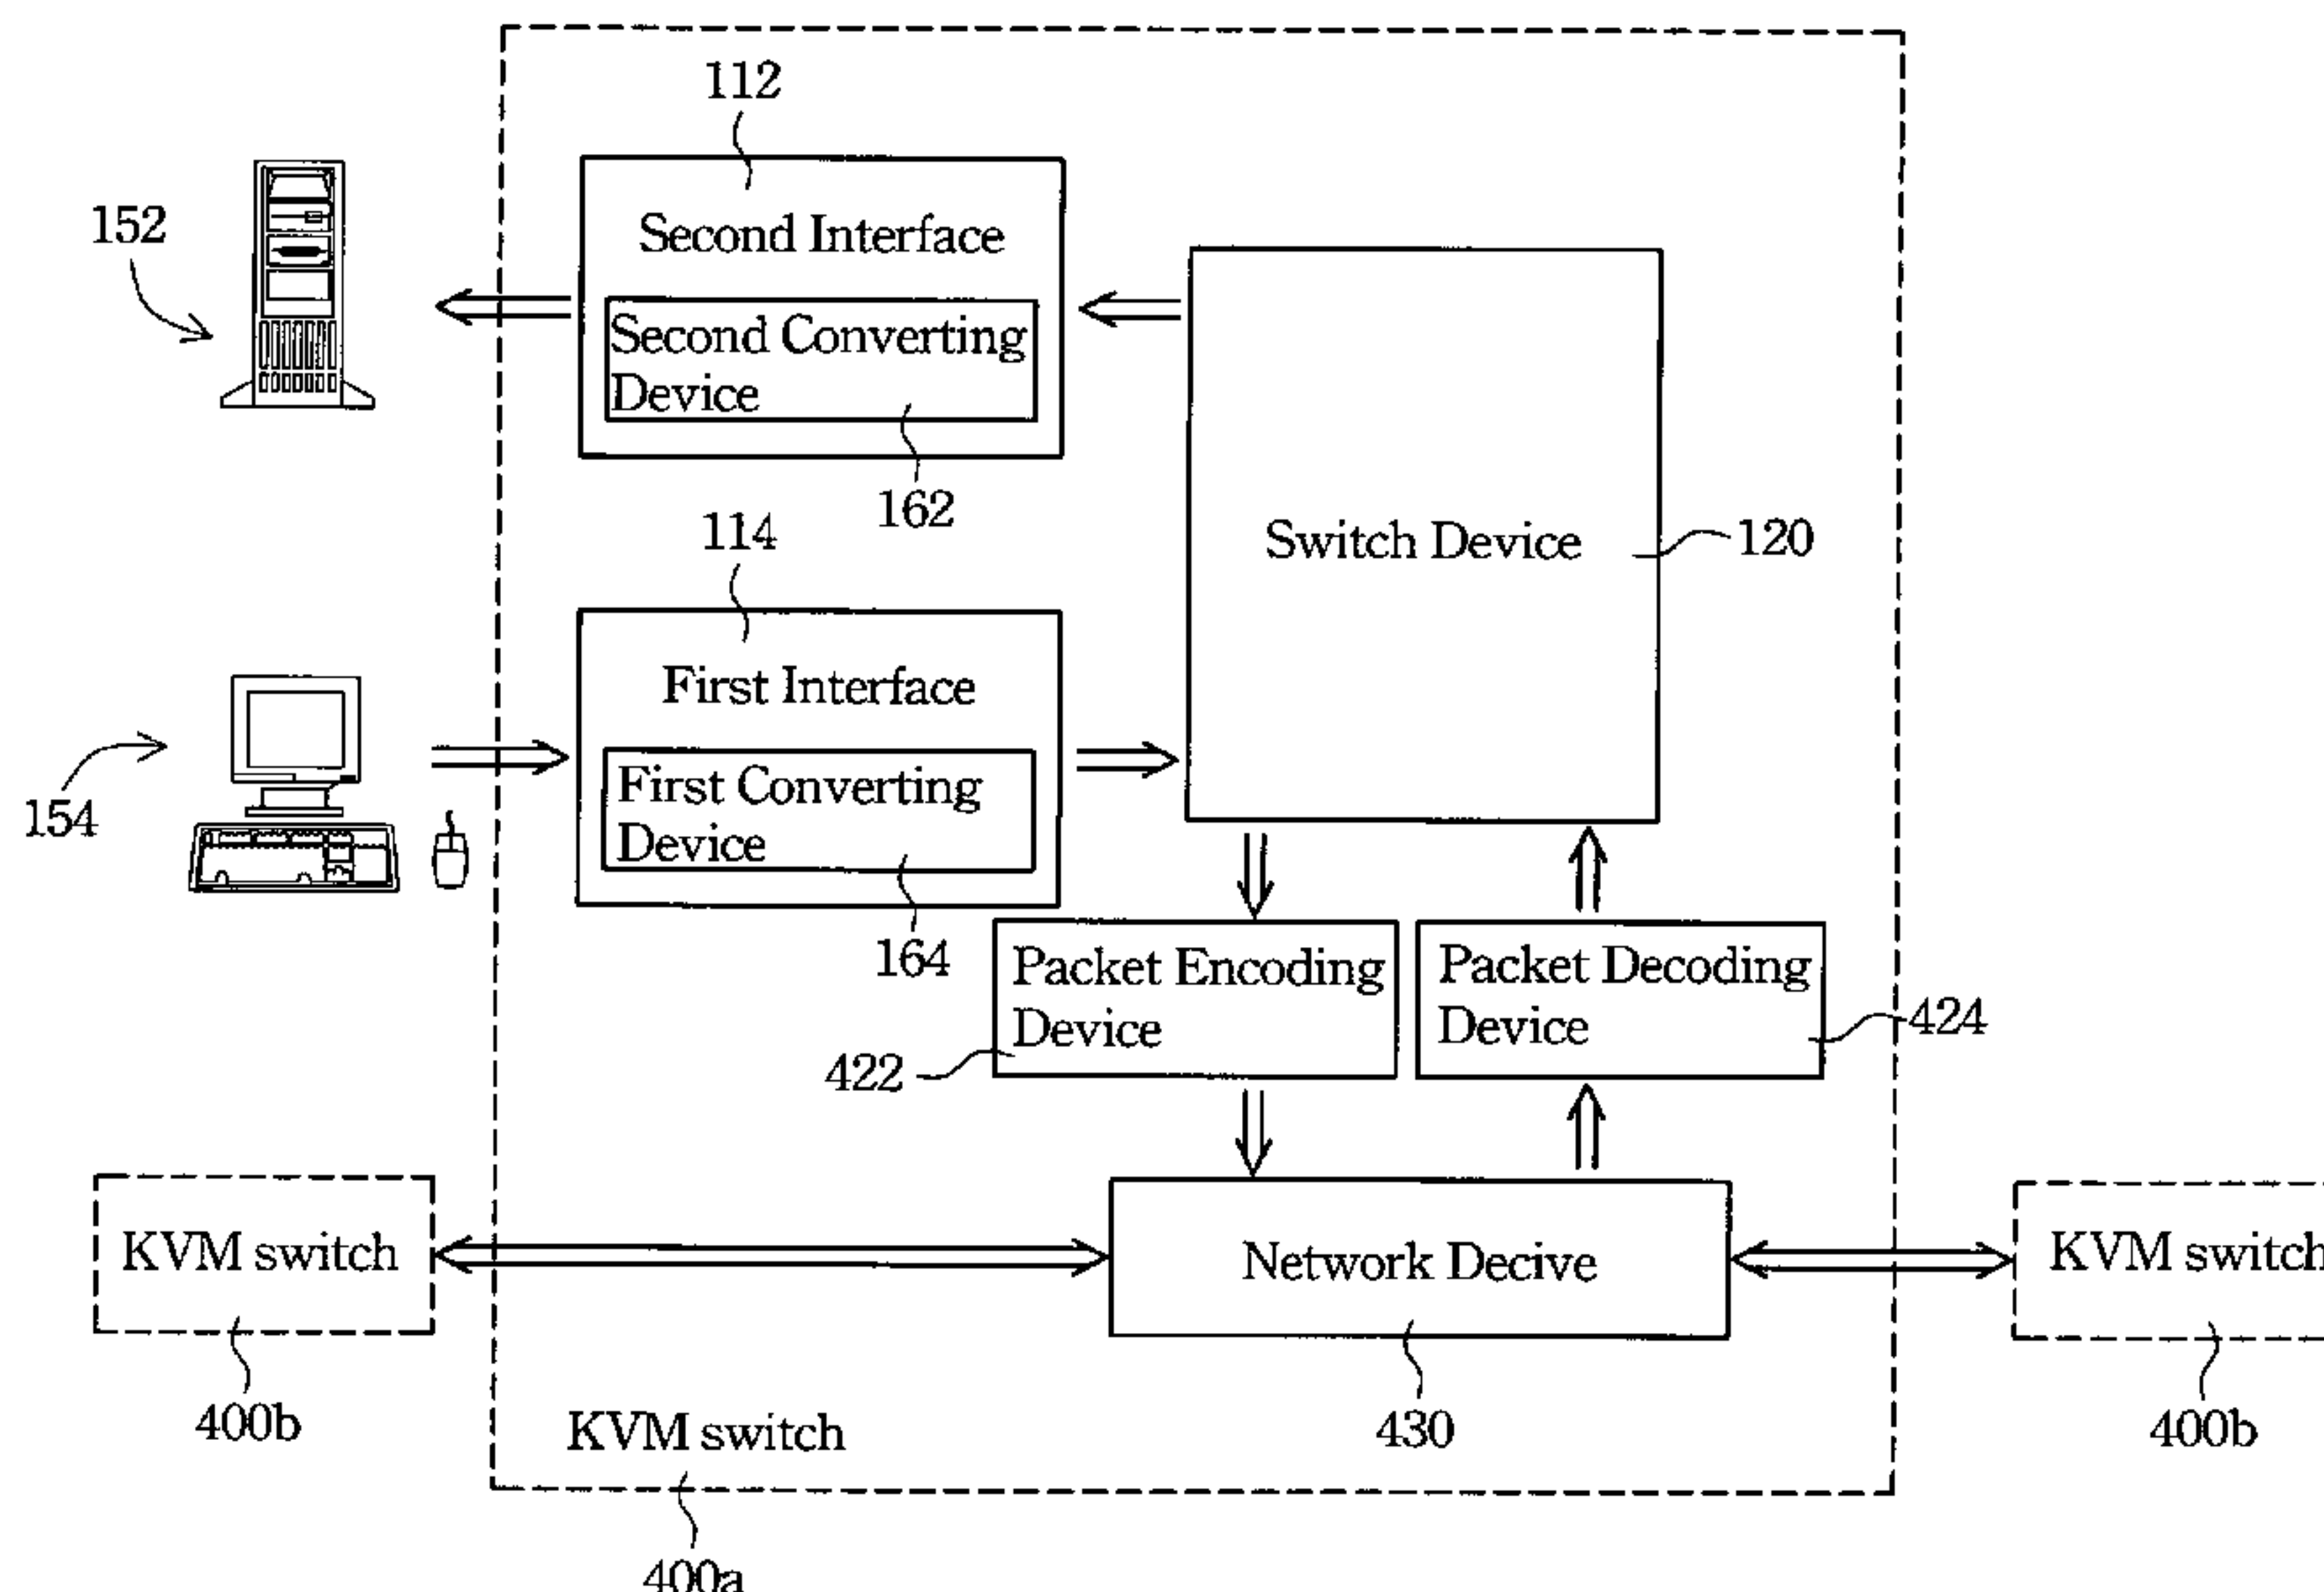 112
152
Second Interface
Second Converting
Device
162
114
Switch Device
120
First Interface
154
First Converting
Device
164
Packet Encoding
Device
422
Packet Decoding
Device
424
KVM switch
400b
Network Decive
430
KVM switch
400b
KVM switch
400a